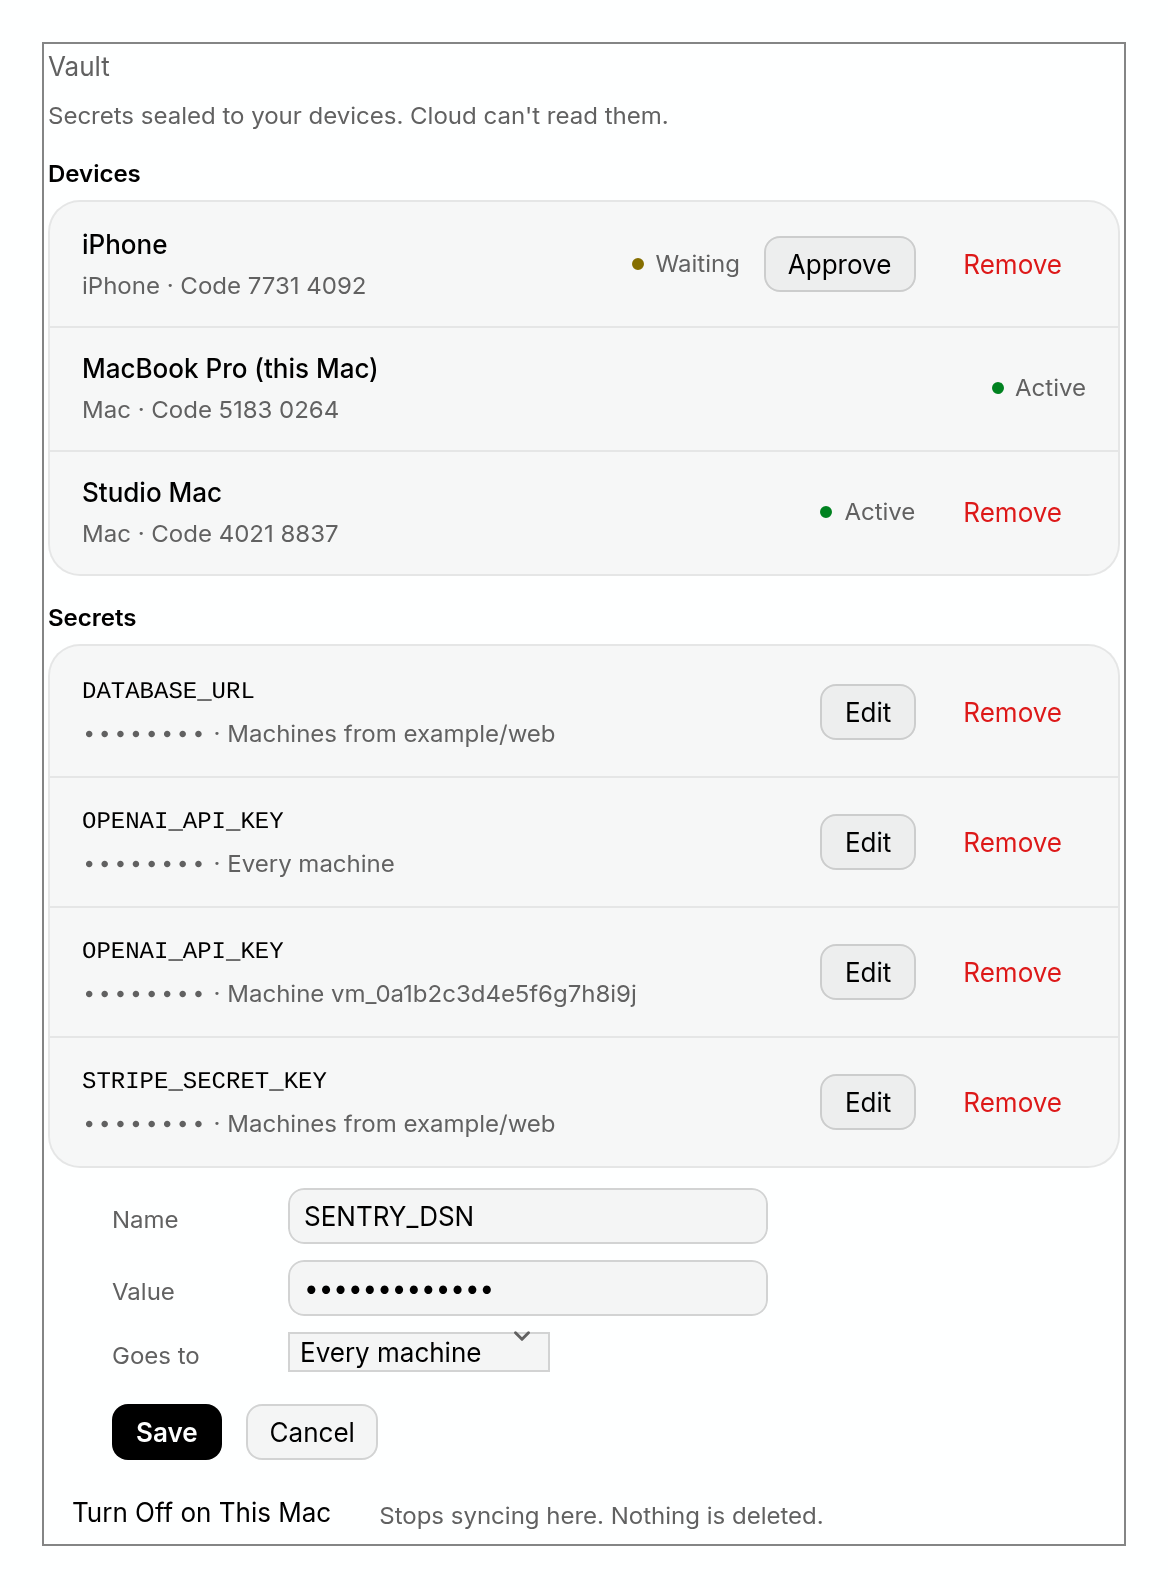 Vault
Secrets sealed to your devices. Cloud can't read them.
Devices
iPhone
iPhone · Code 7731 4092
Waiting
Approve
Remove
MacBook Pro (this Mac)
Mac · Code 5183 0264
Active
Studio Mac
Mac · Code 4021 8837
Active
Remove
Secrets
DATABASE_URL
•••••••• · Machines from example/web
Edit
Remove
OPENAI_API_KEY
•••••••• · Every machine
Edit
Remove
OPENAI_API_KEY
•••••••• · Machine vm_0a1b2c3d4e5f6g7h8i9j
Edit
Remove
STRIPE_SECRET_KEY
•••••••• · Machines from example/web
Edit
Remove
Name
SENTRY_DSN
Value
•••••••••••••
Goes to
Every machine
Save
Cancel
Turn Off on This Mac
Stops syncing here. Nothing is deleted.